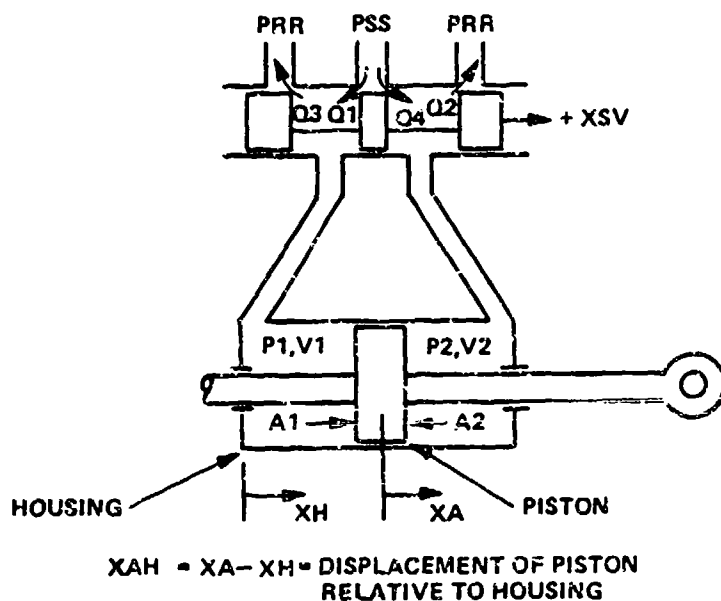 PRR PSS PRR
Q3 Q1 Q4 Q2
+ XSV
P1,V1 P2,V2
A1 A2
HOUSING XH XA PISTON
XAH = XA-XH= DISPLACEMENT OF PISTON
RELATIVE TO HOUSING